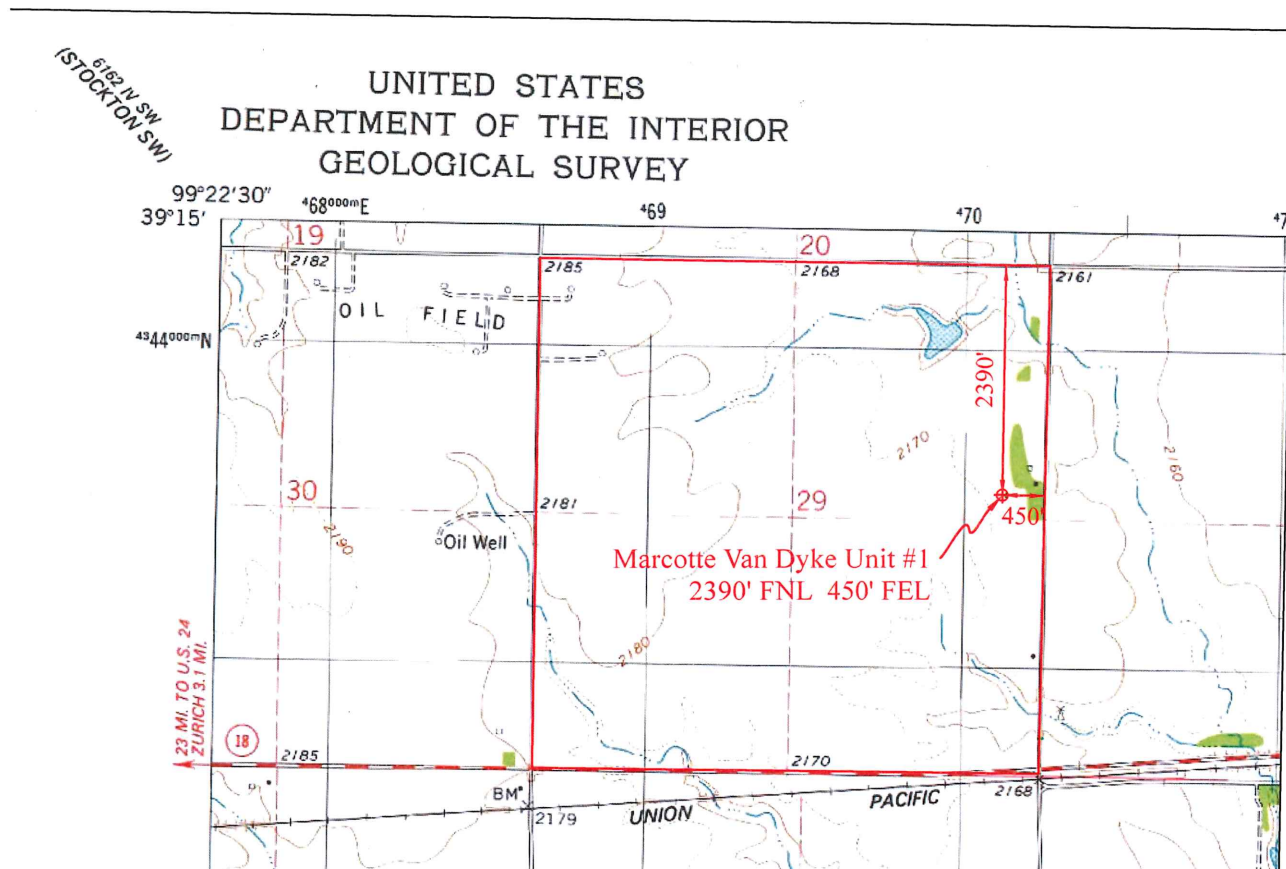 6162 IV SW
(STOCKTON SW)
UNITED STATES
DEPARTMENT OF THE INTERIOR
GEOLOGICAL SURVEY
99°22'30"
39°15'
⁴68⁰⁰⁰ᵐE
⁴69
⁴70
⁴7
19
20
2182
2185
2168
2161
OIL FIELD
⁴³44⁰⁰⁰ᵐN
2390'
2170
2160
30
2181
29
2190
Oil Well
450'
Marcotte Van Dyke Unit #1
2390' FNL 450' FEL
2180
23 MI. TO U.S. 24
ZURICH 3.1 MI.
18
2185
2170
BM
2179
UNION PACIFIC
2168